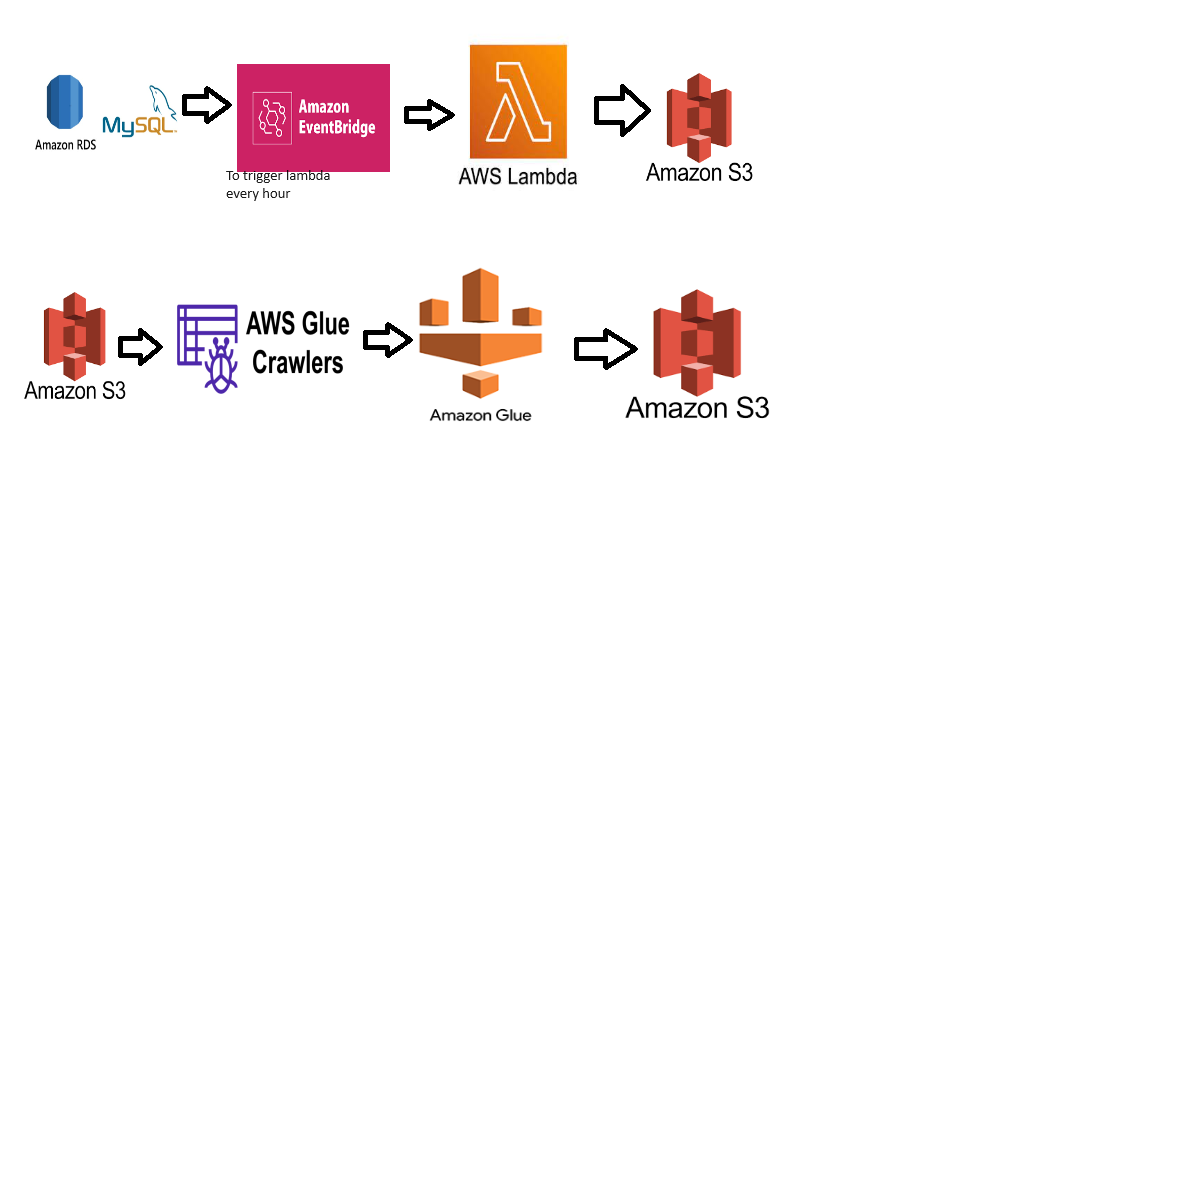 Amazon RDS
MySQL
Amazon
EventBridge
To trigger lambda
every hour
AWS Lambda
Amazon S3
Amazon S3
AWS Glue
Crawlers
Amazon Glue
Amazon S3